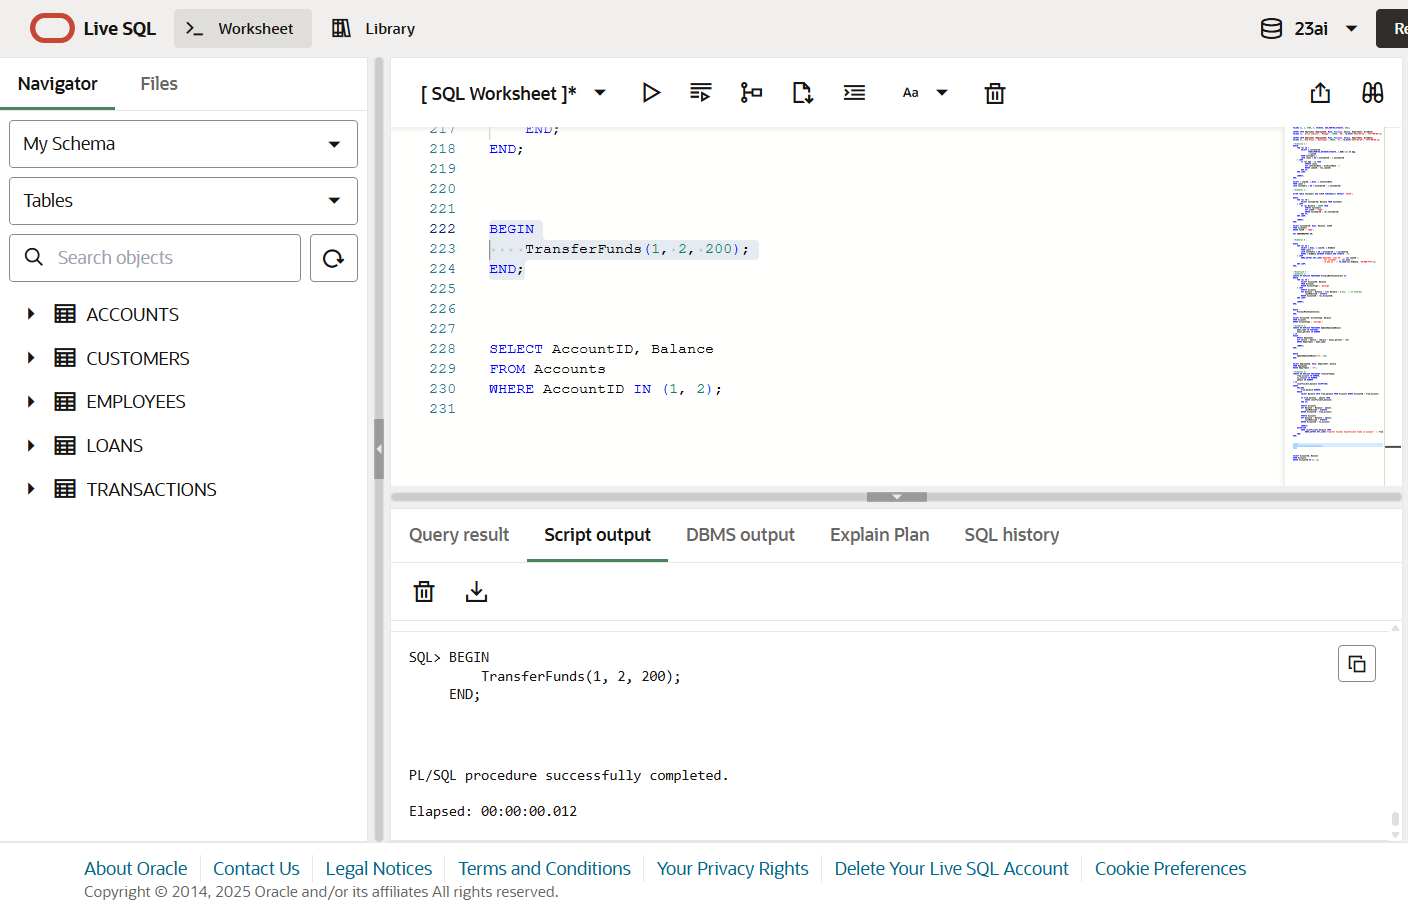 Live SQL
Worksheet
Library
23ai
Re
Navigator
Files
[ SQL Worksheet ]*
Aa
My Schema
Tables
Search objects
ACCOUNTS
CUSTOMERS
EMPLOYEES
LOANS
TRANSACTIONS
217 END;
218 END;
219
220
221
222 BEGIN
223 TransferFunds(1, 2, 200);
224 END;
225
226
227
228 SELECT AccountID, Balance
229 FROM Accounts
230 WHERE AccountID IN (1, 2);
231
Query result
Script output
DBMS output
Explain Plan
SQL history
SQL> BEGIN
TransferFunds(1, 2, 200);
END;
PL/SQL procedure successfully completed.
Elapsed: 00:00:00.012
About Oracle
Contact Us
Legal Notices
Terms and Conditions
Your Privacy Rights
Delete Your Live SQL Account
Cookie Preferences
Copyright © 2014, 2025 Oracle and/or its affiliates All rights reserved.